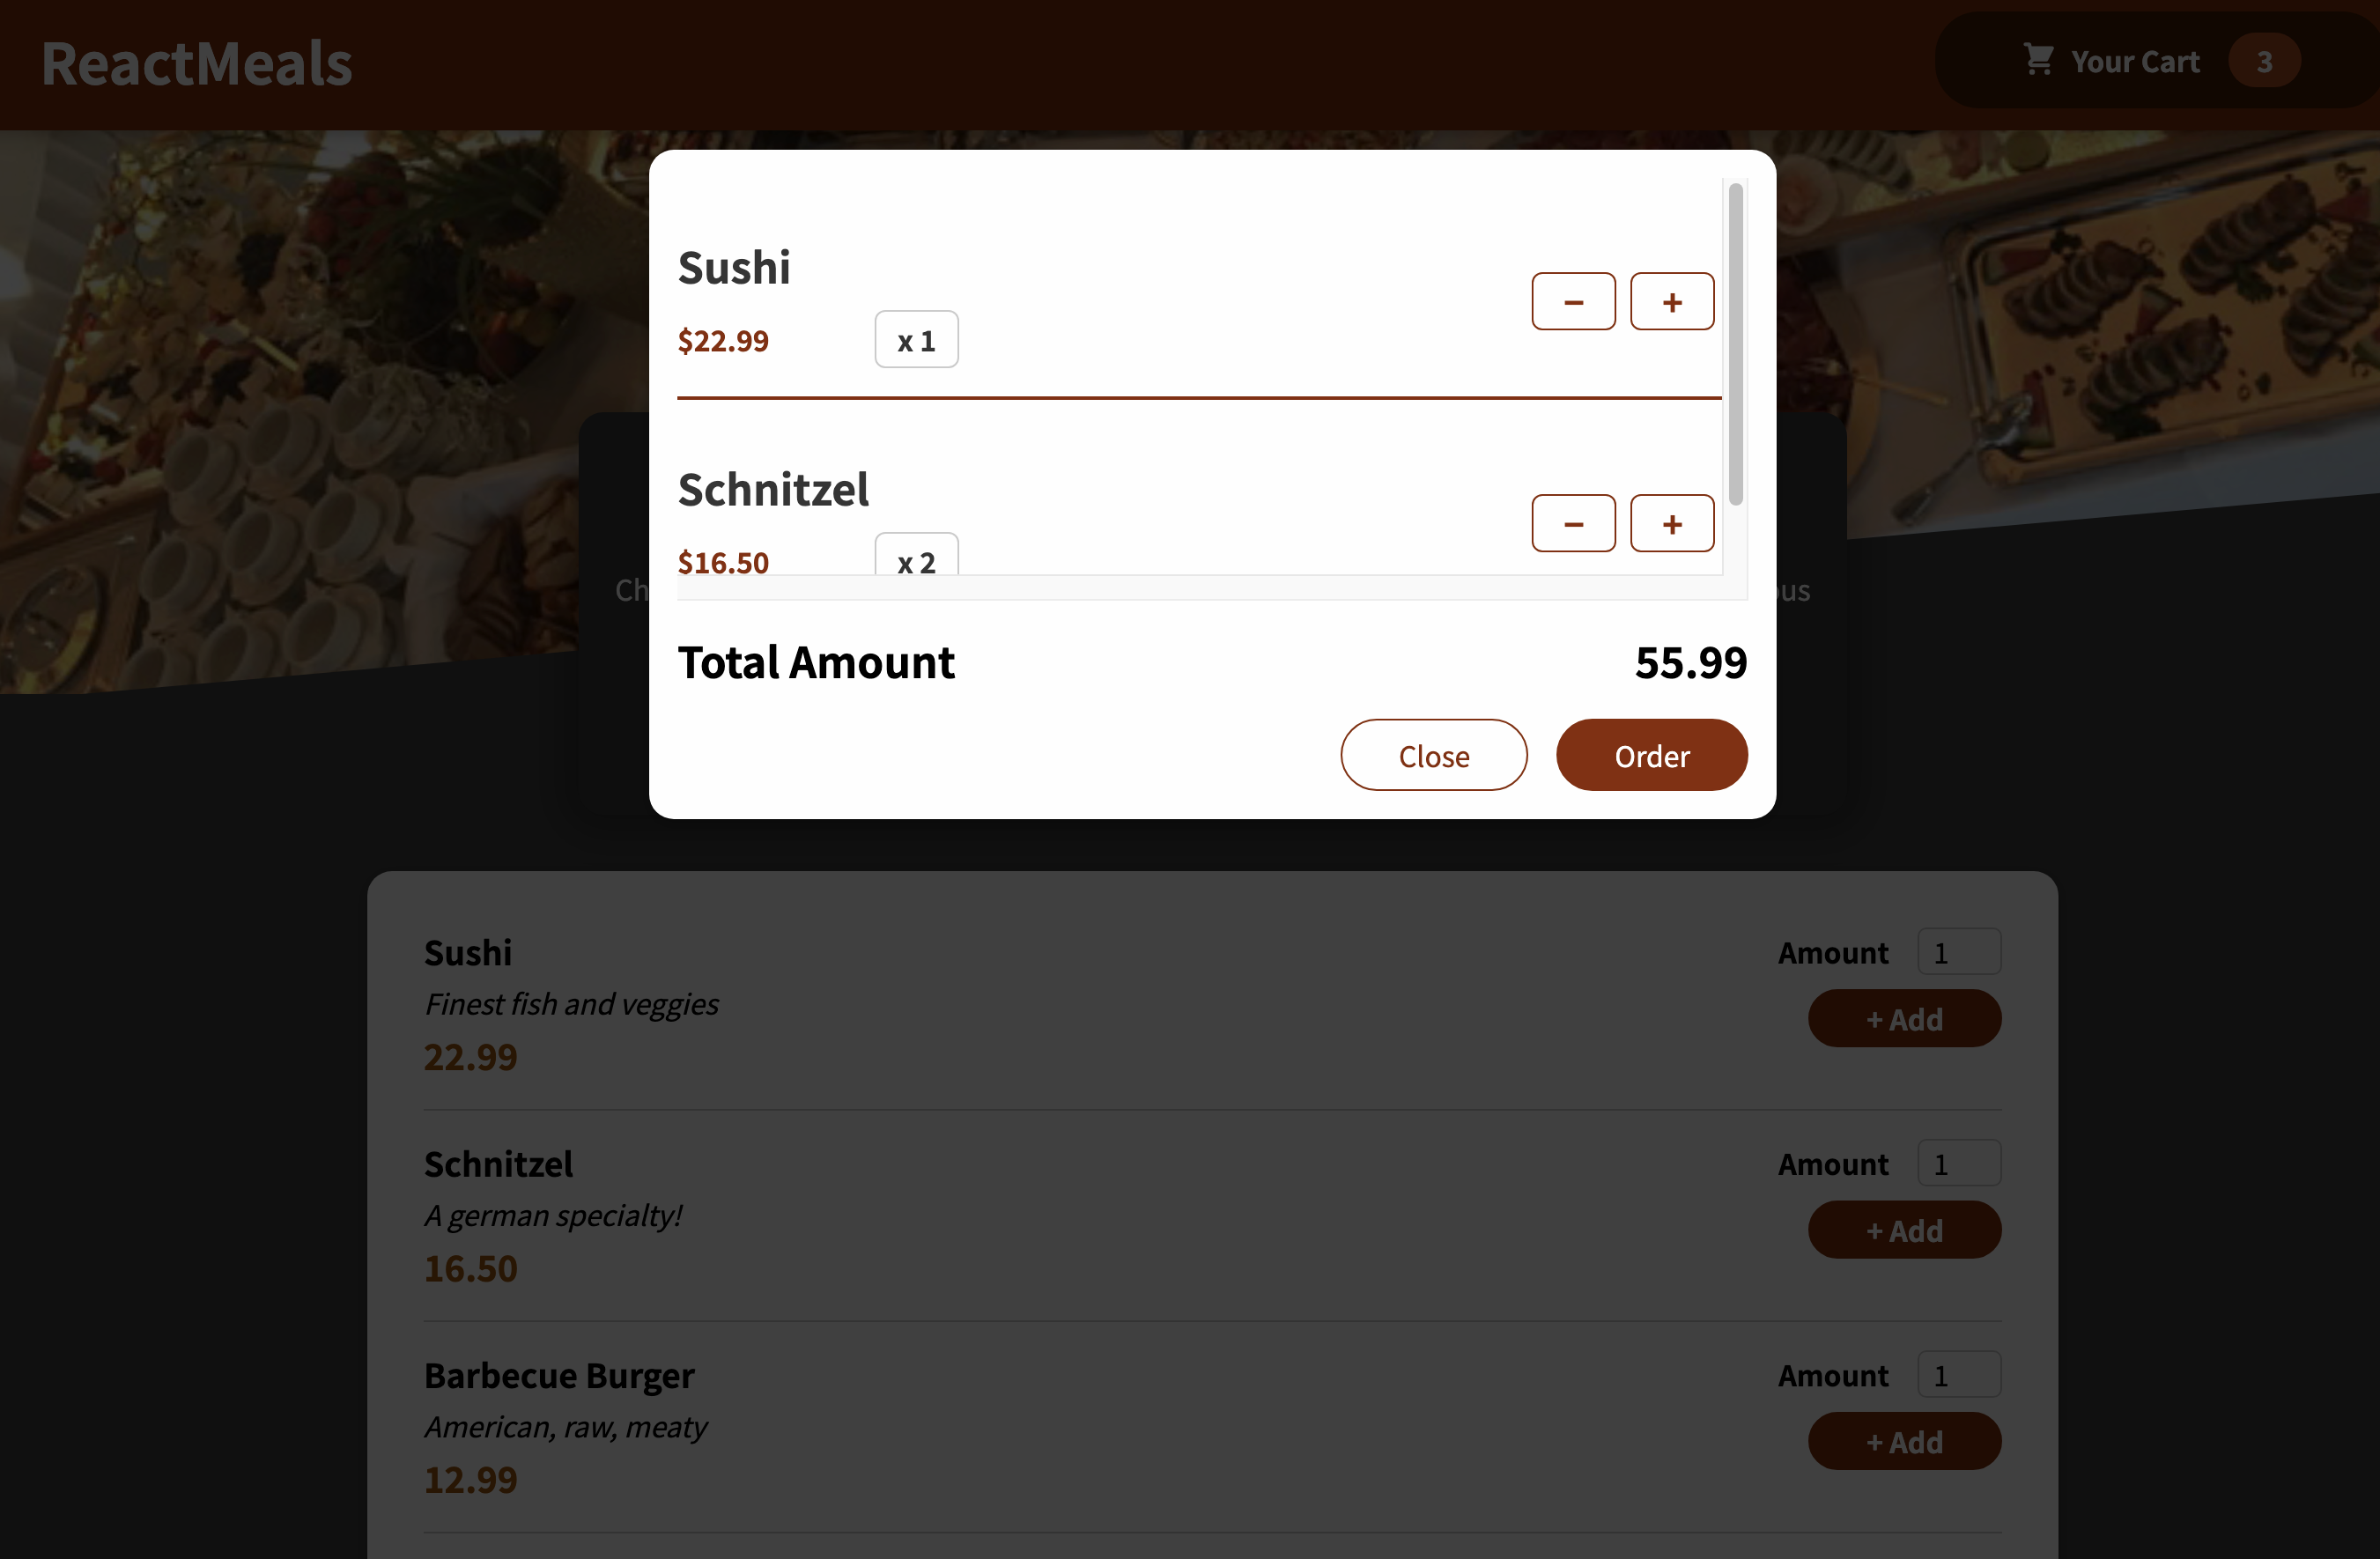 ReactMeals
Your Cart 3
Sushi
− +
$22.99 x 1
Schnitzel
− +
$16.50 x 2
Total Amount 55.99
Close Order
Sushi Amount 1
Finest fish and veggies
+ Add
22.99
Schnitzel Amount 1
A german specialty!
+ Add
16.50
Barbecue Burger Amount 1
American, raw, meaty
+ Add
12.99